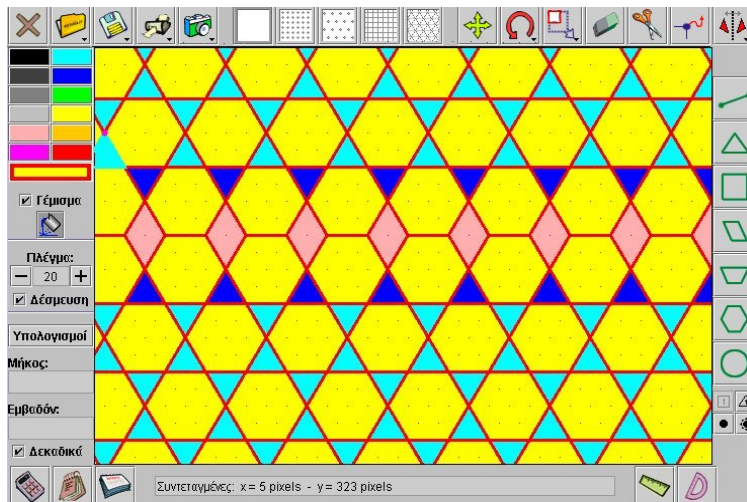 Γέμισμα
Πλέγμα:
20
Δέσμευση
Υπολογισμοί
Μήκος:
Εμβαδόν:
Δεκαδικά
Συντεταγμένες: x = 5 pixels - y = 323 pixels